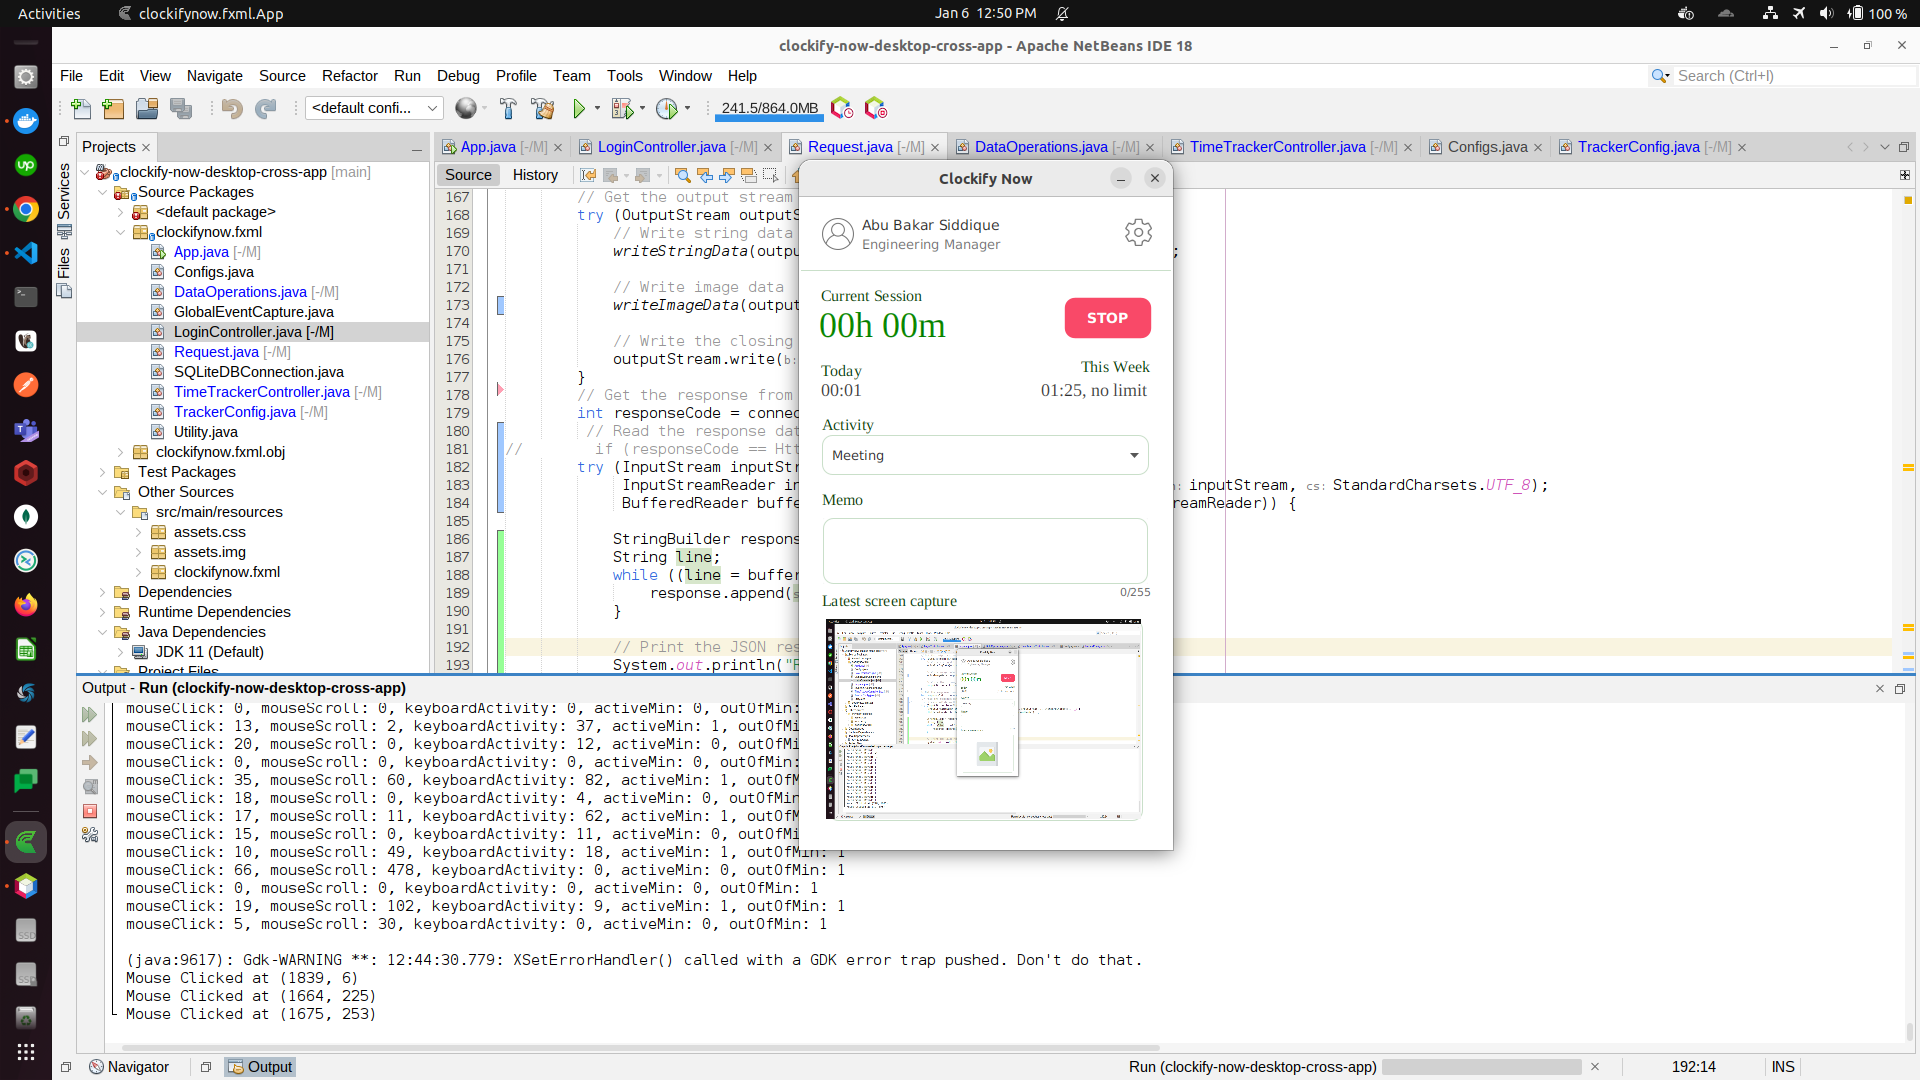 Activities
clockifynow.fxml.App
Jan 6 12:50 PM
100 %
clockify-now-desktop-cross-app - Apache NetBeans IDE 18
File Edit View Navigate Source Refactor Run Debug Profile Team Tools Window Help
Search (Ctrl+I)
<default confi...
241.5/864.0MB
Services
Files
Projects
clockify-now-desktop-cross-app [main]
Source Packages
<default package>
clockifynow.fxml
App.java [-/M]
Configs.java
DataOperations.java [-/M]
GlobalEventCapture.java
LoginController.java [-/M]
Request.java [-/M]
SQLiteDBConnection.java
TimeTrackerController.java [-/M]
TrackerConfig.java [-/M]
Utility.java
clockifynow.fxml.obj
Test Packages
Other Sources
src/main/resources
assets.css
assets.img
clockifynow.fxml
Dependencies
Runtime Dependencies
Java Dependencies
JDK 11 (Default)
Project Files
App.java [-/M] LoginController.java [-/M] Request.java [-/M] DataOperations.java [-/M] TimeTrackerController.java [-/M] Configs.java TrackerConfig.java [-/M]
Source History
167 // Get the output stream
168 try (OutputStream outputS
169 // Write string data
170 writeStringData(outpu ;
171
172 // Write image data
173 writeImageData(output
174
175 // Write the closing
176 outputStream.write( b:
177 }
178 // Get the response from
179 int responseCode = connec
180 // Read the response dat
181 // if (responseCode == Htt
182 try (InputStream inputStr
183 InputStreamReader in inputStream, cs: StandardCharsets.UTF_8);
184 BufferedReader buffe reamReader)) {
185
186 StringBuilder respons
187 String line;
188 while ((line = buffer
189 response.append(
190 }
191
192 // Print the JSON res
193 System.out.println("R
Clockify Now
Abu Bakar Siddique
Engineering Manager
Current Session
00h 00m
STOP
Today
00:01
This Week
01:25, no limit
Activity
Meeting
Memo
0/255
Latest screen capture
Output - Run (clockify-now-desktop-cross-app)
mouseClick: 0, mouseScroll: 0, keyboardActivity: 0, activeMin: 0, outOfMin:
mouseClick: 13, mouseScroll: 2, keyboardActivity: 37, activeMin: 1, outOfM
mouseClick: 20, mouseScroll: 0, keyboardActivity: 12, activeMin: 0, outOfM
mouseClick: 0, mouseScroll: 0, keyboardActivity: 0, activeMin: 0, outOfMin:
mouseClick: 35, mouseScroll: 60, keyboardActivity: 82, activeMin: 1, outOf
mouseClick: 18, mouseScroll: 0, keyboardActivity: 4, activeMin: 0, outOfMi
mouseClick: 17, mouseScroll: 11, keyboardActivity: 62, activeMin: 1, outOf
mouseClick: 15, mouseScroll: 0, keyboardActivity: 11, activeMin: 0, outOfM
mouseClick: 10, mouseScroll: 49, keyboardActivity: 18, activeMin: 1, outOfMin: 1
mouseClick: 66, mouseScroll: 478, keyboardActivity: 0, activeMin: 0, outOfMin: 1
mouseClick: 0, mouseScroll: 0, keyboardActivity: 0, activeMin: 0, outOfMin: 1
mouseClick: 19, mouseScroll: 102, keyboardActivity: 9, activeMin: 1, outOfMin: 1
mouseClick: 5, mouseScroll: 30, keyboardActivity: 0, activeMin: 0, outOfMin: 1
(java:9617): Gdk-WARNING **: 12:44:30.779: XSetErrorHandler() called with a GDK error trap pushed. Don't do that.
Mouse Clicked at (1839, 6)
Mouse Clicked at (1664, 225)
Mouse Clicked at (1675, 253)
Navigator
Output
Run (clockify-now-desktop-cross-app)
192:14
INS